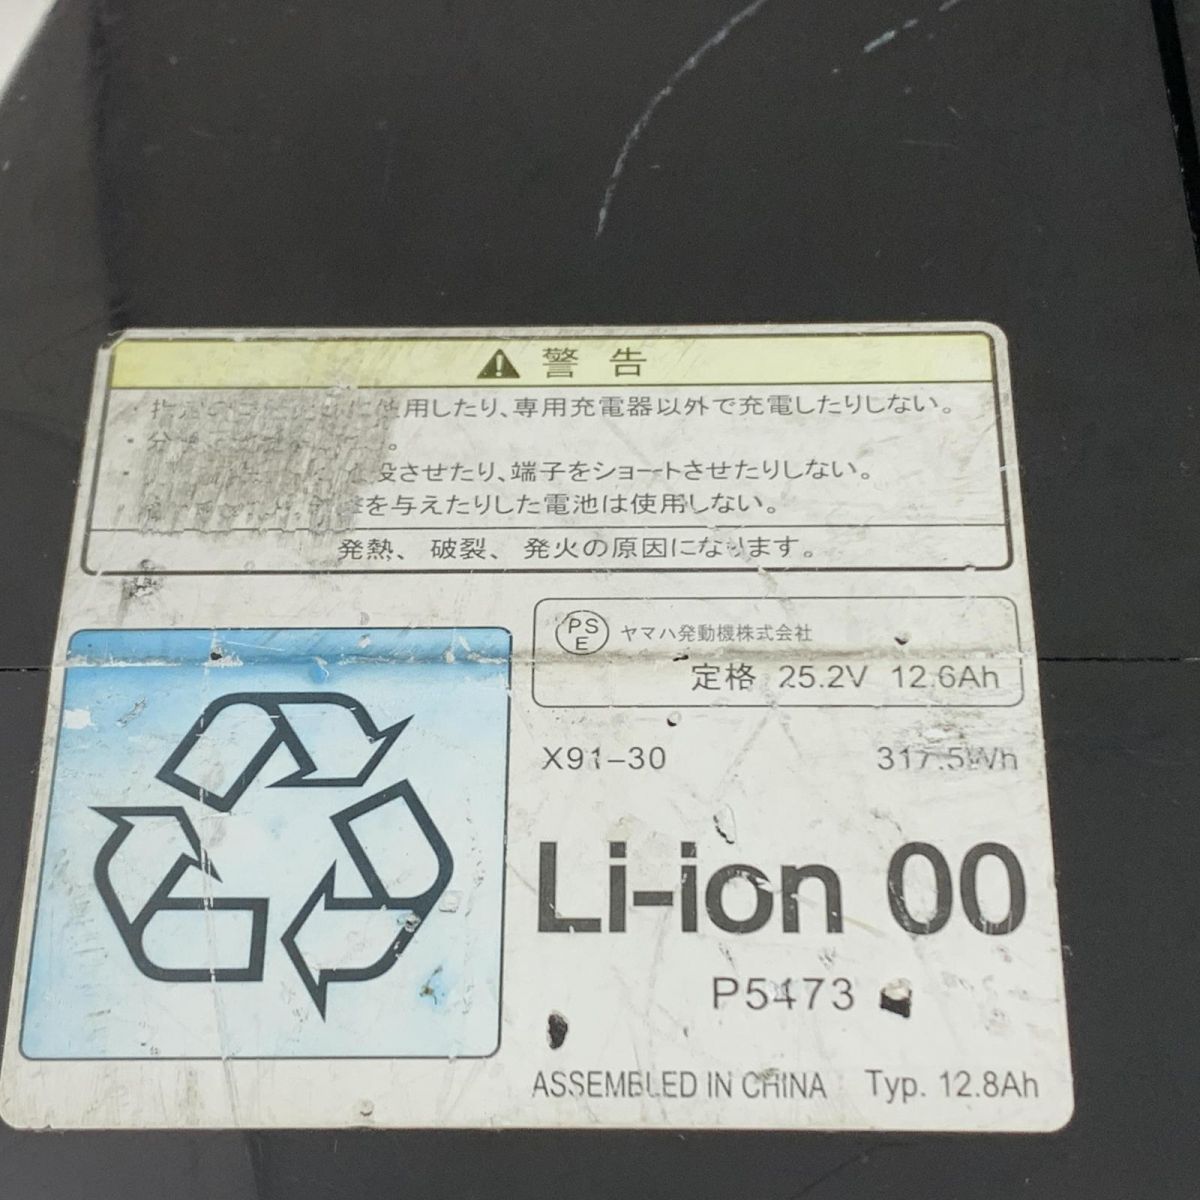 警告
使用したり、専用充電器以外で充電したりしない。
・分
没させたり、端子をショートさせたりしない。
を与えたりした電池は使用しない。
発熱、破裂、発火の原因になります。
PSE ヤマハ発動機株式会社
定格 25.2V 12.6Ah
X91-30 317.5Wh
Li-ion 00
P5473
ASSEMBLED IN CHINA Typ. 12.8Ah